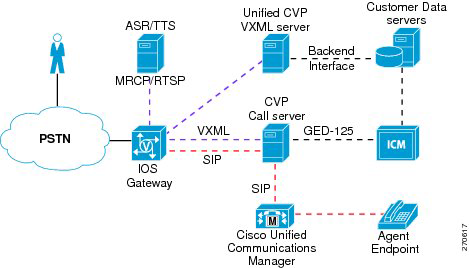 ASR/TTS
Unified CVP
VXML server
Customer Data
servers
MRCP/RTSP
Backend
Interface
PSTN
V
IOS
Gateway
VXML
SIP
CVP
Call server
GED-125
ICM
SIP
M
Cisco Unified
Communications
Manager
Agent
Endpoint
270617